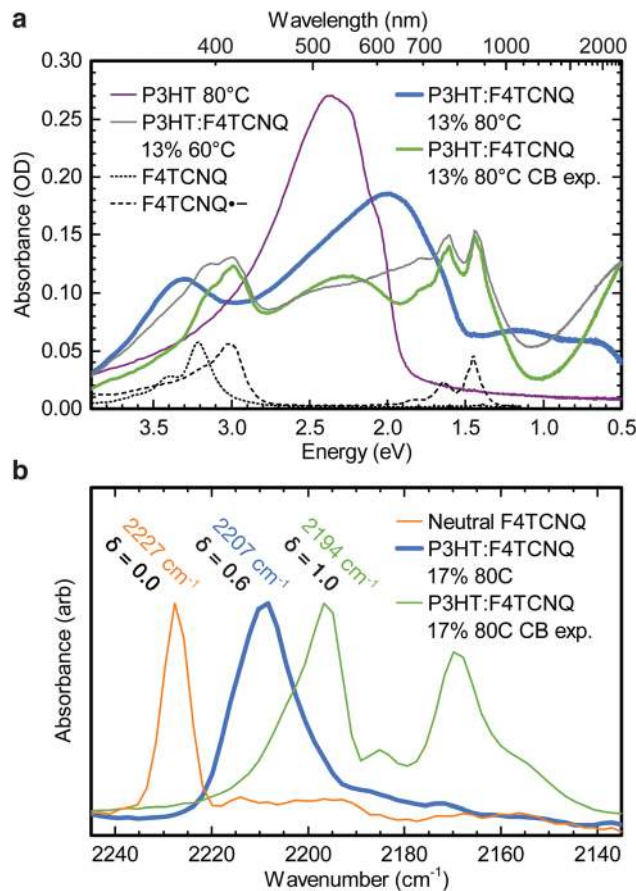 a
Wavelength (nm)
400 500 600 700 1000 2000
0.30
0.25
0.20
0.15
0.10
0.05
0.00
Absorbance (OD)
P3HT 80°C
P3HT:F4TCNQ
13% 60°C
F4TCNQ
F4TCNQ•−
P3HT:F4TCNQ
13% 80°C
P3HT:F4TCNQ
13% 80°C CB exp.
3.5 3.0 2.5 2.0 1.5 1.0 0.5
Energy (eV)
b
Absorbance (arb)
2227 cm⁻¹
δ = 0.0
2207 cm⁻¹
δ = 0.6
2194 cm⁻¹
δ = 1.0
Neutral F4TCNQ
P3HT:F4TCNQ
17% 80C
P3HT:F4TCNQ
17% 80C CB exp.
2240 2220 2200 2180 2160 2140
Wavenumber (cm⁻¹)